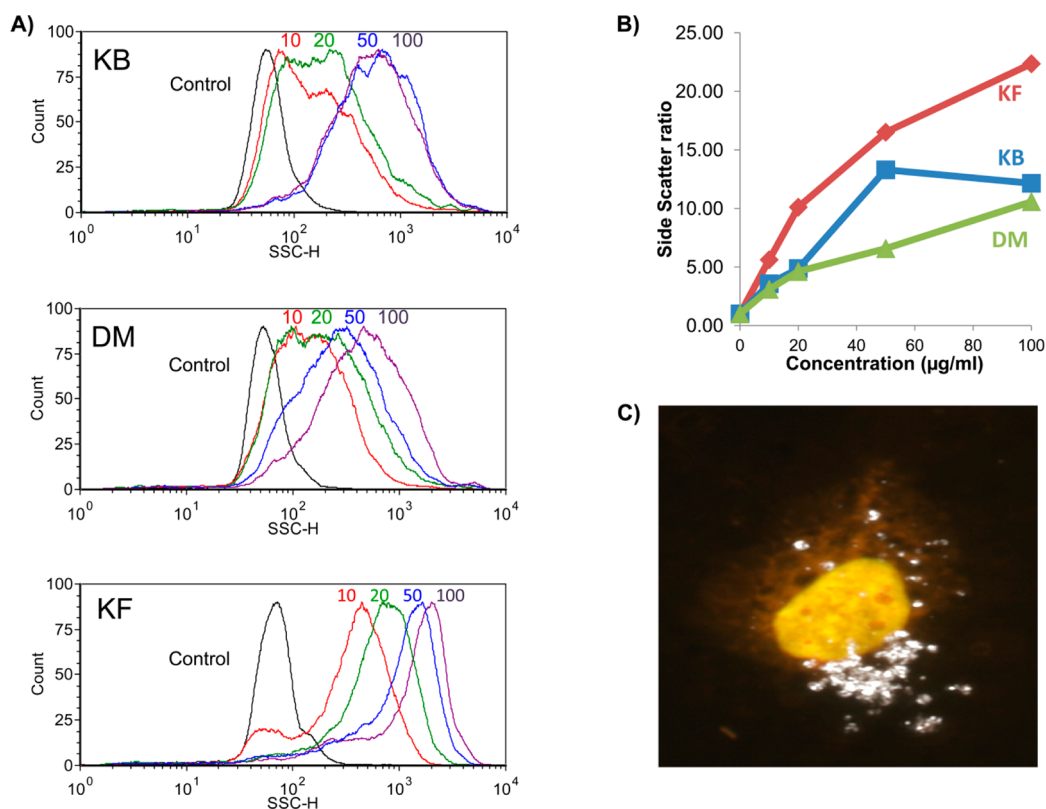 A)
KB
Control
10 20 50 100
Count
100
75
50
25
0
10⁰ 10¹ 10² 10³ 10⁴
SSC-H
DM
Control
10 20 50 100
Count
100
75
50
25
0
10⁰ 10¹ 10² 10³ 10⁴
SSC-H
KF
Control
10 20 50 100
Count
100
75
50
25
0
10⁰ 10¹ 10² 10³ 10⁴
SSC-H
B)
Side Scatter ratio
25.00
20.00
15.00
10.00
5.00
0.00
KF
KB
DM
0 20 40 60 80 100
Concentration (µg/ml)
C)